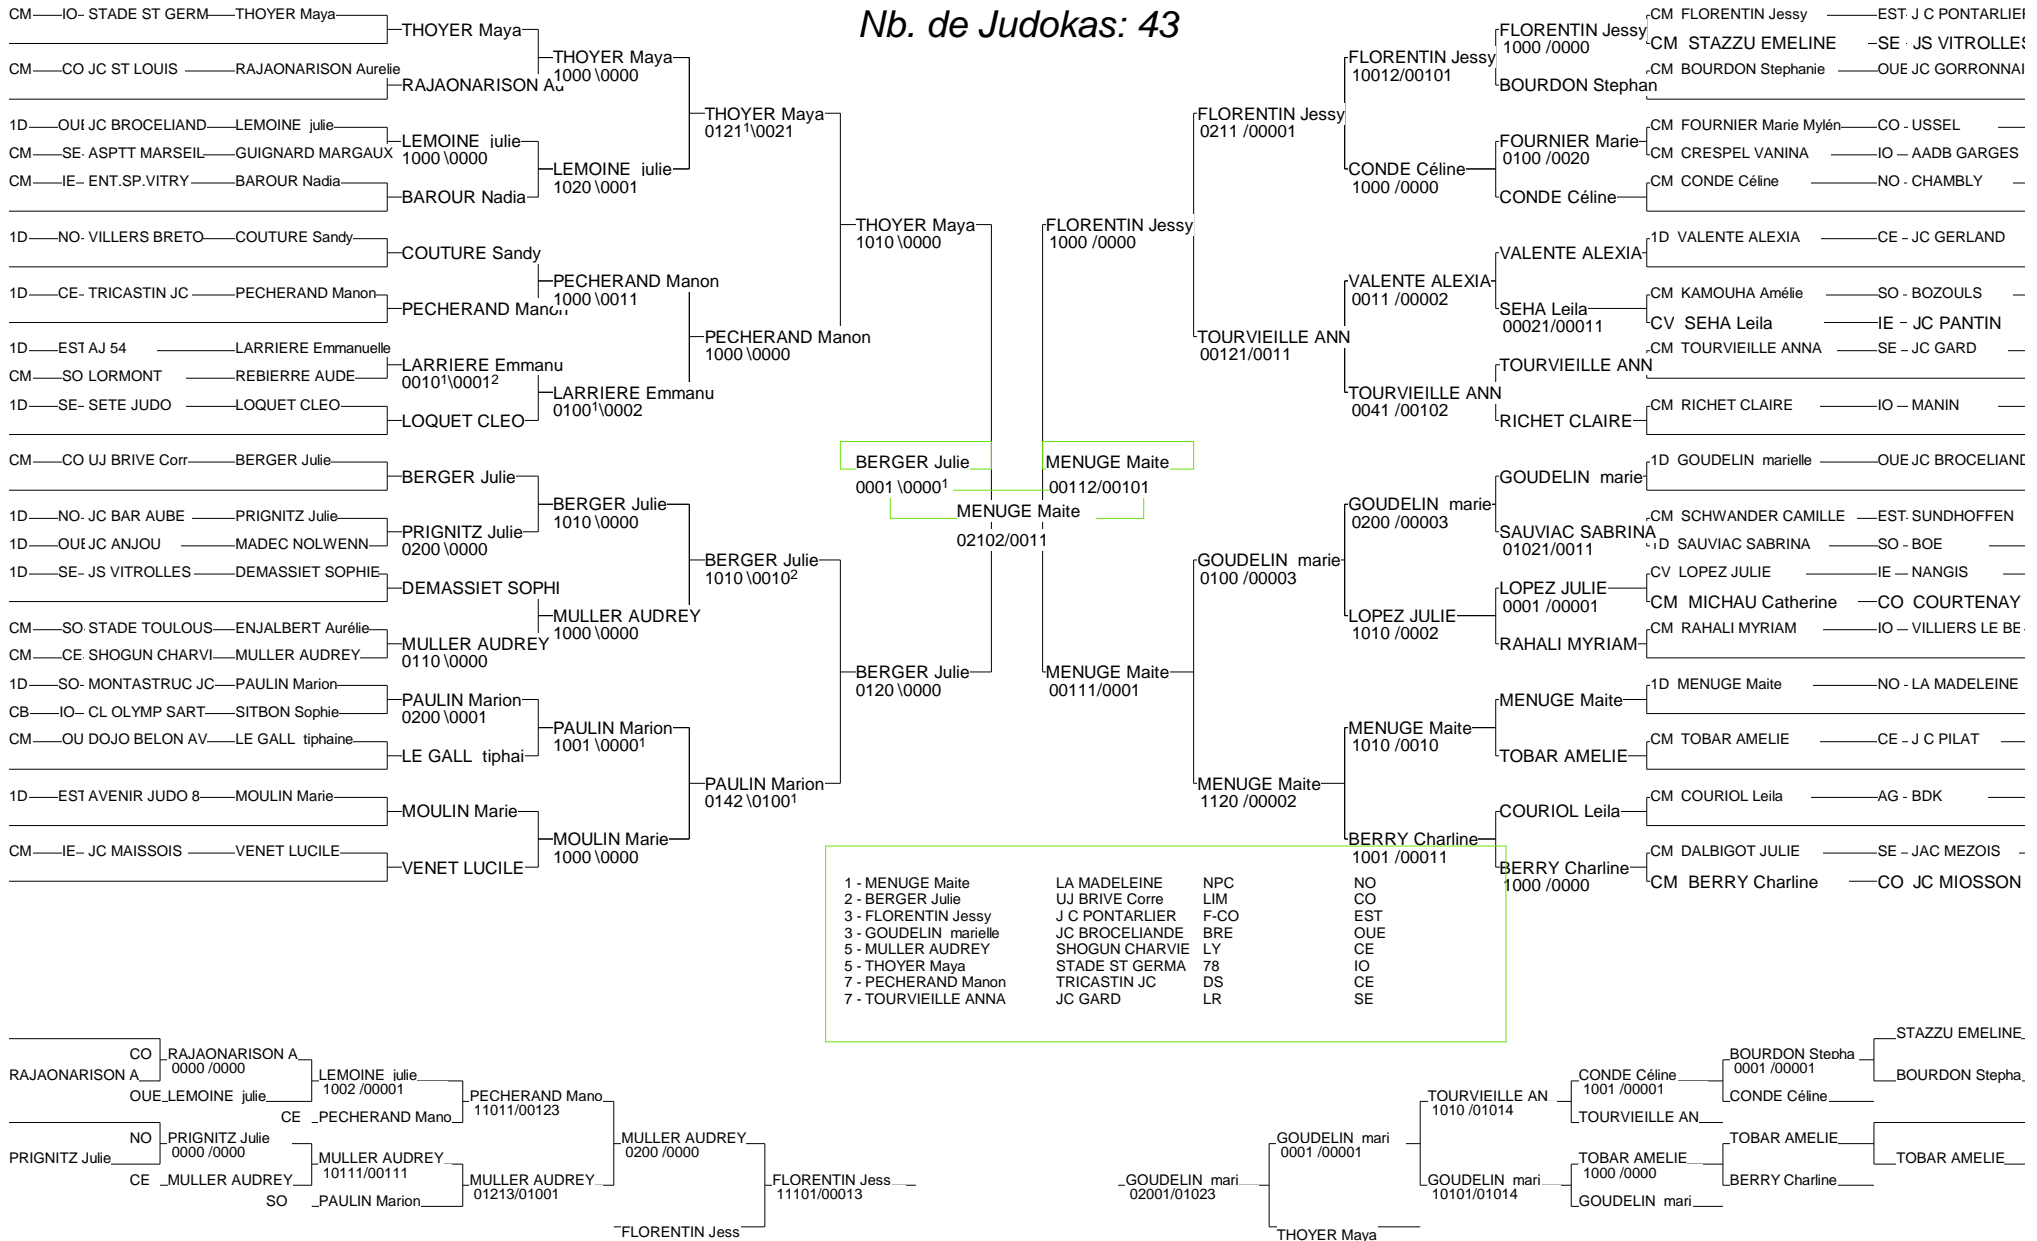 Nb. de Judokas: 43
CM IO- STADE ST GERM THOYER Maya
CM CO JC ST LOUIS RAJAONARISON Aurelie
1D OUE JC BROCELIAND LEMOINE julie
CM SE- ASPTT MARSEIL GUIGNARD MARGAUX
CM IE- ENT.SP.VITRY BAROUR Nadia
1D NO- VILLERS BRETO COUTURE Sandy
1D CE- TRICASTIN JC PECHERAND Manon
1D EST AJ 54 LARRIERE Emmanuelle
CM SO LORMONT REBIERRE AUDE
1D SE- SETE JUDO LOQUET CLEO
CM CO UJ BRIVE Corr BERGER Julie
1D NO- JC BAR AUBE PRIGNITZ Julie
1D OUE JC ANJOU MADEC NOLWENN
1D SE- JS VITROLLES DEMASSIET SOPHIE
CM SO STADE TOULOUS ENJALBERT Aurélie
CM CE SHOGUN CHARVI MULLER AUDREY
1D SO- MONTASTRUC JC PAULIN Marion
CB IO- CL OLYMP SART SITBON Sophie
CM OU DOJO BELON AV LE GALL tiphaine
1D EST AVENIR JUDO 8 MOULIN Marie
CM IE- JC MAISSOIS VENET LUCILE
THOYER Maya
RAJAONARISON Au
LEMOINE julie
1000 \0000
BAROUR Nadia
COUTURE Sandy
PECHERAND Manon
LARRIERE Emmanu
0010¹\0001²
LOQUET CLEO
BERGER Julie
PRIGNITZ Julie
0200 \0000
DEMASSIET SOPHI
MULLER AUDREY
0110 \0000
PAULIN Marion
0200 \0001
LE GALL tiphai
MOULIN Marie
VENET LUCILE
THOYER Maya
1000 \0000
LEMOINE julie
1020 \0001
PECHERAND Manon
1000 \0011
LARRIERE Emmanu
0100¹\0002
BERGER Julie
1010 \0000
MULLER AUDREY
1000 \0000
PAULIN Marion
1001 \0000¹
MOULIN Marie
1000 \0000
THOYER Maya
0121¹\0021
PECHERAND Manon
1000 \0000
BERGER Julie
1010 \0010²
PAULIN Marion
0142 \0100¹
THOYER Maya
1010 \0000
BERGER Julie
0120 \0000
BERGER Julie
0001 \0000¹
MENUGE Maite
00112/00101
MENUGE Maite
02102/0011
FLORENTIN Jessy
1000 /0000
MENUGE Maite
00111/0001
FLORENTIN Jessy
0211 /00001
TOURVIEILLE ANN
00121/0011
GOUDELIN marie
0100 /00003
MENUGE Maite
1120 /00002
FLORENTIN Jessy
10012/00101
CONDE Céline
1000 /0000
VALENTE ALEXIA
0011 /00002
TOURVIEILLE ANN
0041 /00102
GOUDELIN marie
0200 /00003
LOPEZ JULIE
1010 /0002
MENUGE Maite
1010 /0010
BERRY Charline
1001 /00011
FLORENTIN Jessy
1000 /0000
BOURDON Stephan
FOURNIER Marie
0100 /0020
CONDE Céline
VALENTE ALEXIA
SEHA Leila
00021/00011
TOURVIEILLE ANN
RICHET CLAIRE
GOUDELIN marie
SAUVIAC SABRINA
01021/0011
LOPEZ JULIE
0001 /00001
RAHALI MYRIAM
MENUGE Maite
TOBAR AMELIE
COURIOL Leila
BERRY Charline
1000 /0000
CM FLORENTIN Jessy EST- J C PONTARLIER
CM STAZZU EMELINE SE - JS VITROLLES
CM BOURDON Stephanie OUE JC GORRONNAI
CM FOURNIER Marie Mylén CO - USSEL
CM CRESPEL VANINA IO - AADB GARGES
CM CONDE Céline NO - CHAMBLY
1D VALENTE ALEXIA CE - JC GERLAND
CM KAMOUHA Amélie SO - BOZOULS
CV SEHA Leila IE - JC PANTIN
CM TOURVIEILLE ANNA SE - JC GARD
CM RICHET CLAIRE IO - MANIN
1D GOUDELIN marielle OUE JC BROCELIAND
CM SCHWANDER CAMILLE EST- SUNDHOFFEN
1D SAUVIAC SABRINA SO - BOE
CV LOPEZ JULIE IE - NANGIS
CM MICHAU Catherine CO COURTENAY
CM RAHALI MYRIAM IO - VILLIERS LE BE
1D MENUGE Maite NO - LA MADELEINE
CM TOBAR AMELIE CE - J C PILAT
CM COURIOL Leila AG - BDK
CM DALBIGOT JULIE SE - JAC MEZOIS
CM BERRY Charline CO JC MIOSSON
1 - MENUGE Maite LA MADELEINE NPC NO
2 - BERGER Julie UJ BRIVE Corre LIM CO
3 - FLORENTIN Jessy J C PONTARLIER F-CO EST
3 - GOUDELIN marielle JC BROCELIANDE BRE OUE
5 - MULLER AUDREY SHOGUN CHARVIE LY CE
5 - THOYER Maya STADE ST GERMA 78 IO
7 - PECHERAND Manon TRICASTIN JC DS CE
7 - TOURVIEILLE ANNA JC GARD LR SE
RAJAONARISON A
PRIGNITZ Julie
CO RAJAONARISON A
0000 /0000
OUE LEMOINE julie
NO PRIGNITZ Julie
0000 /0000
CE MULLER AUDREY
LEMOINE julie
1002 /00001
CE PECHERAND Mano
MULLER AUDREY
10111/00111
SO PAULIN Marion
PECHERAND Mano
11011/00123
MULLER AUDREY
01213/01001
MULLER AUDREY
0200 /0000
FLORENTIN Jess
FLORENTIN Jess
11101/00013
GOUDELIN mari
02001/01023
GOUDELIN mari
0001 /00001
THOYER Maya
TOURVIEILLE AN
1010 /01014
GOUDELIN mari
10101/01014
CONDE Céline
1001 /00001
TOURVIEILLE AN
TOBAR AMELIE
1000 /0000
GOUDELIN mari
BOURDON Stepha
0001 /00001
CONDE Céline
TOBAR AMELIE
BERRY Charline
STAZZU EMELINE
BOURDON Stepha
TOBAR AMELIE